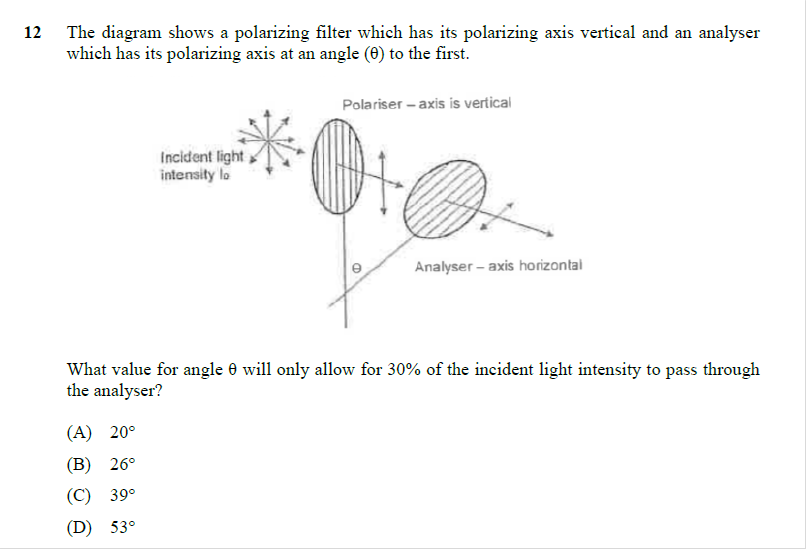 12 The diagram shows a polarizing filter which has its polarizing axis vertical and an analyser
which has its polarizing axis at an angle (θ) to the first.
Polariser – axis is vertical
Incident light
intensity I₀
θ
Analyser – axis horizontal
What value for angle θ will only allow for 30% of the incident light intensity to pass through
the analyser?
(A) 20°
(B) 26°
(C) 39°
(D) 53°